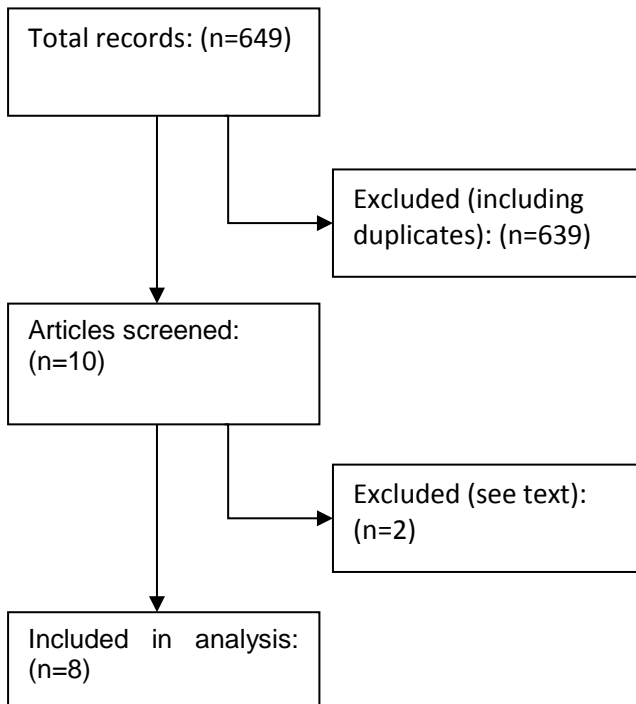 Total records: (n=649)
Excluded (including
duplicates): (n=639)
Articles screened:
(n=10)
Excluded (see text):
(n=2)
Included in analysis:
(n=8)